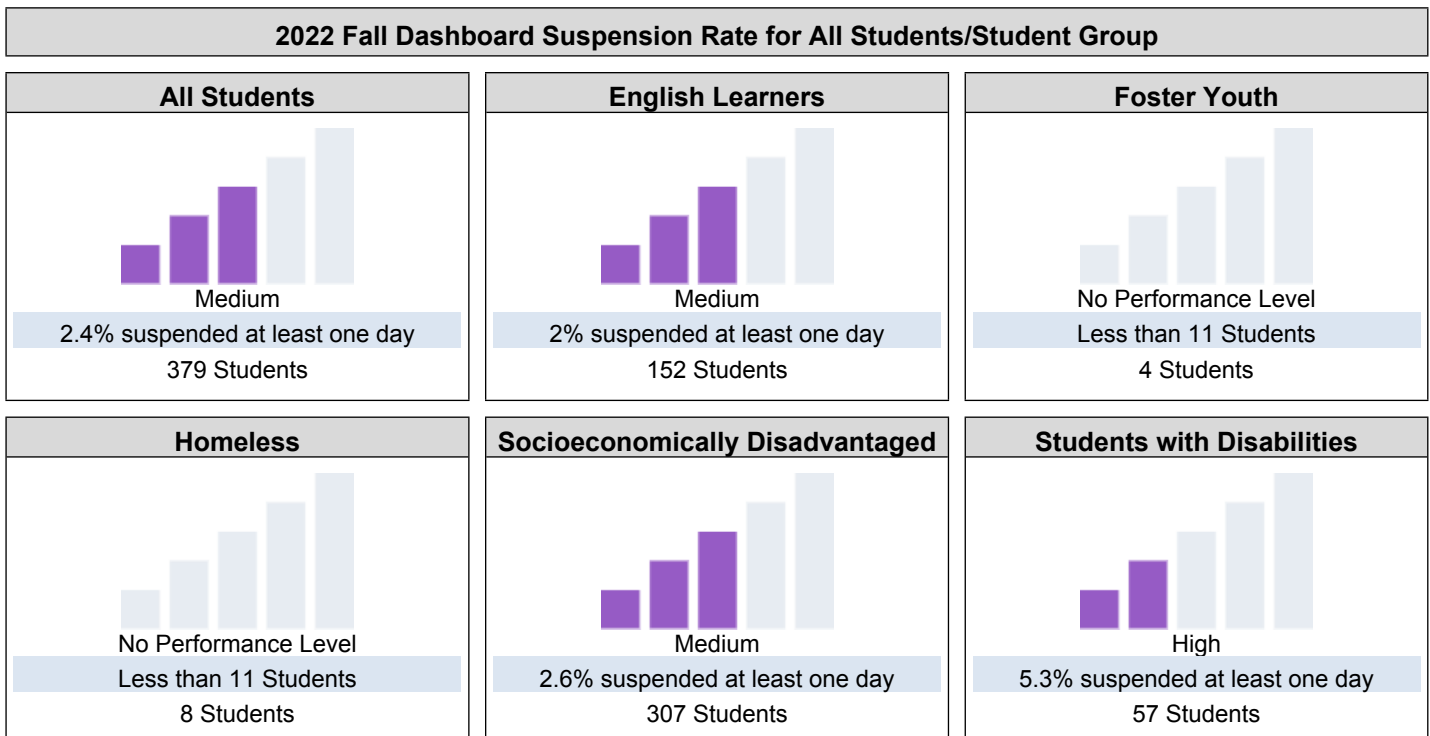 2022 Fall Dashboard Suspension Rate for All Students/Student Group
All Students
Medium
2.4% suspended at least one day
379 Students
English Learners
Medium
2% suspended at least one day
152 Students
Foster Youth
No Performance Level
Less than 11 Students
4 Students
Homeless
No Performance Level
Less than 11 Students
8 Students
Socioeconomically Disadvantaged
Medium
2.6% suspended at least one day
307 Students
Students with Disabilities
High
5.3% suspended at least one day
57 Students